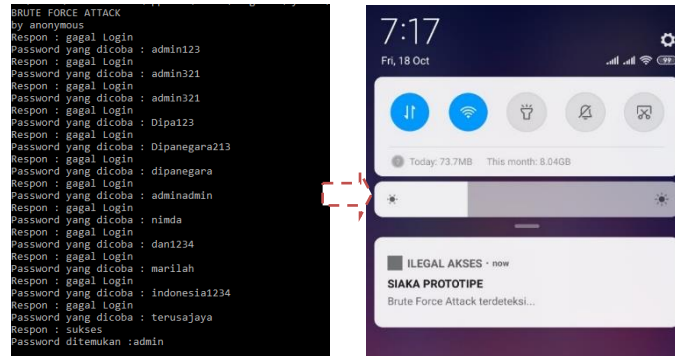 BRUTE FORCE ATTACK
by anonymous
Respon : gagal Login
Password yang dicoba : admin123
Respon : gagal Login
Password yang dicoba : admin321
Respon : gagal Login
Password yang dicoba : admin321
Respon : gagal Login
Password yang dicoba : Dipa123
Respon : gagal Login
Password yang dicoba : Dipanegara213
Respon : gagal Login
Password yang dicoba : dipanegara
Respon : gagal Login
Password yang dicoba : adminadmin
Respon : gagal Login
Password yang dicoba : nimda
Respon : gagal Login
Password yang dicoba : dan1234
Respon : gagal Login
Password yang dicoba : marilah
Respon : gagal Login
Password yang dicoba : indonesia1234
Respon : gagal Login
Password yang dicoba : terusajaya
Respon : sukses
Password ditemukan :admin
7:17
Fri, 18 Oct
99
Today: 73.7MB This month: 8.04GB
ILEGAL AKSES · now
SIAKA PROTOTIPE
Brute Force Attack terdeteksi...